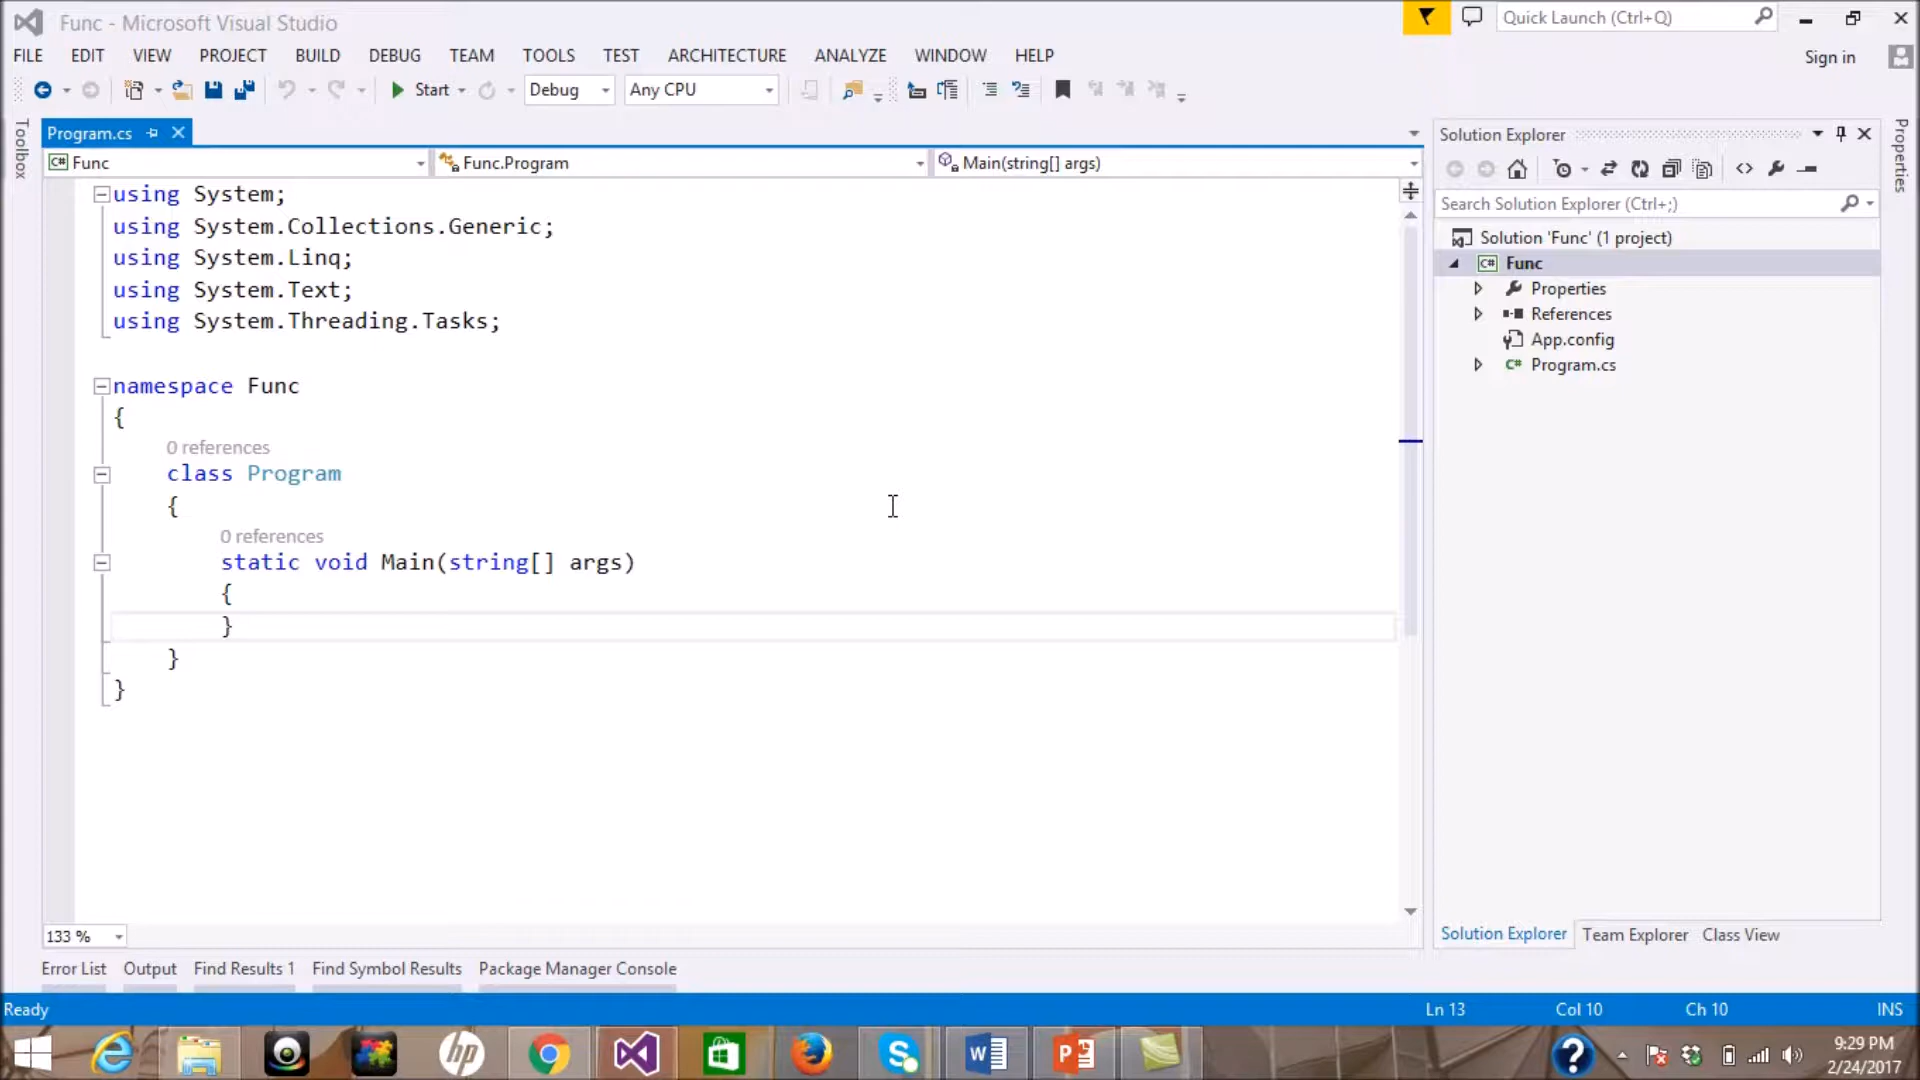 Func - Microsoft Visual Studio
Quick Launch (Ctrl+Q)
FILE EDIT VIEW PROJECT BUILD DEBUG TEAM TOOLS TEST ARCHITECTURE ANALYZE WINDOW HELP
Sign in
Start Debug Any CPU
Toolbox
Program.cs
Func Func.Program Main(string[] args)
using System;
using System.Collections.Generic;
using System.Linq;
using System.Text;
using System.Threading.Tasks;
namespace Func
{
0 references
class Program
{
0 references
static void Main(string[] args)
{
}
}
}
133 %
Solution Explorer
Search Solution Explorer (Ctrl+;)
Solution 'Func' (1 project)
C# Func
Properties
References
App.config
C# Program.cs
Solution Explorer Team Explorer Class View
Properties
Error List Output Find Results 1 Find Symbol Results Package Manager Console
Ready Ln 13 Col 10 Ch 10 INS
9:29 PM
2/24/2017